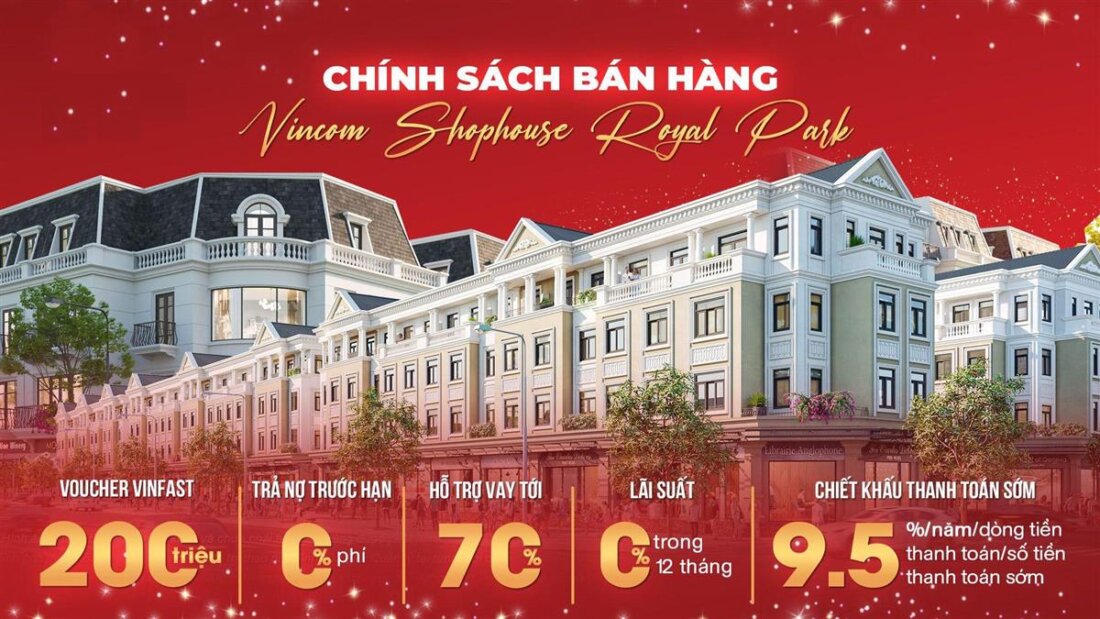 CHÍNH SÁCH BÁN HÀNG
Vincom Shophouse Royal Park
Librairie Anglophone
VOUCHER VINFAST
200 triệu
TRẢ NỢ TRƯỚC HẠN
0% phí
HỖ TRỢ VAY TỚI
70%
LÃI SUẤT
0% trong
12 tháng
CHIẾT KHẤU THANH TOÁN SỚM
9.5 %/năm/dòng tiền
thanh toán/số tiền
thanh toán sớm